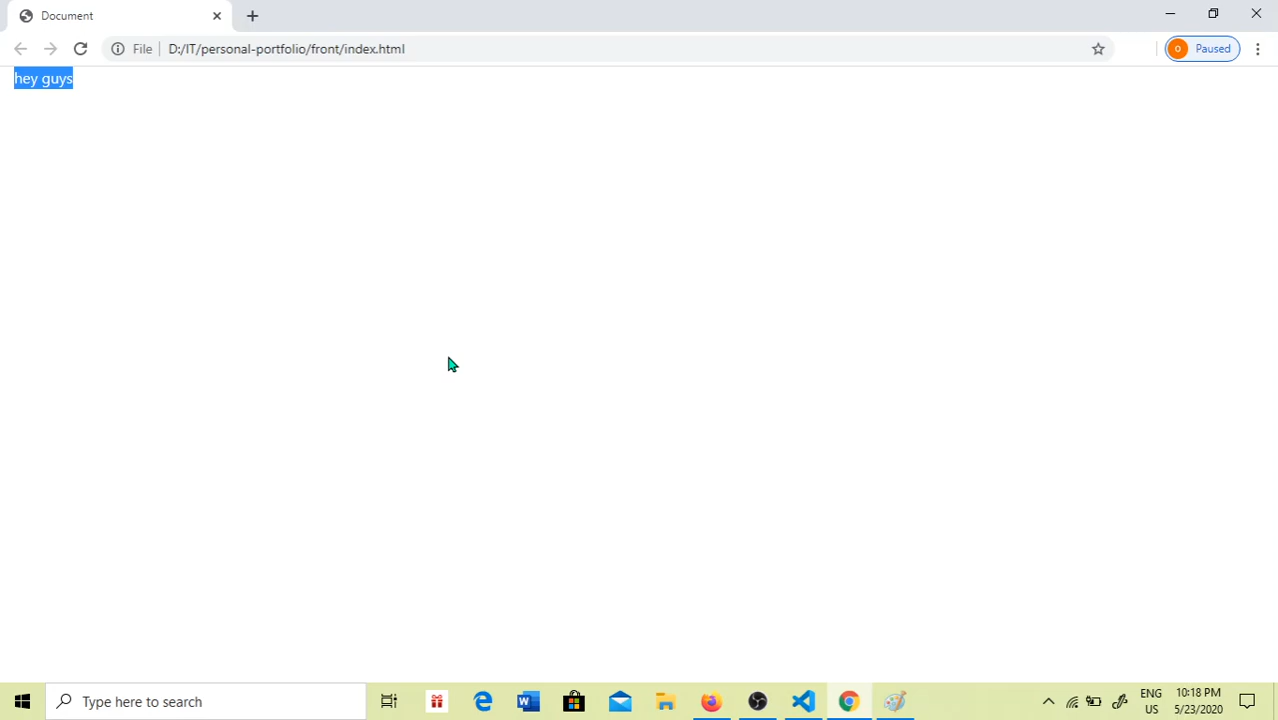 Document
File
D:/IT/personal-portfolio/front/index.html
0 Paused
hey guys
Type here to search
ENG
US
10:18 PM
5/23/2020